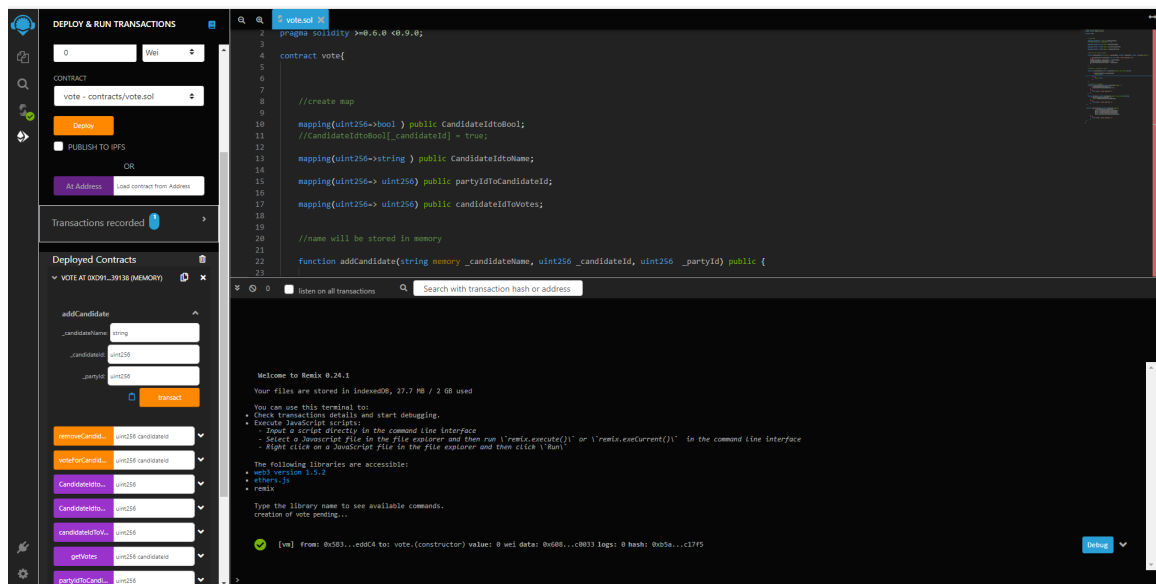 DEPLOY & RUN TRANSACTIONS
0
Wei
CONTRACT
vote - contracts/vote.sol
Deploy
PUBLISH TO IPFS
OR
At Address
Load contract from Address
Transactions recorded
1
Deployed Contracts
VOTE AT 0XD91...39138 (MEMORY)
addCandidate
_candidateName:
string
_candidateId:
uint256
_partyId:
uint256
transact
removeCandid...
uint256 candidateId
voteForCandid...
uint256 candidateId
CandidateIdto...
uint256
CandidateIdto...
uint256
candidateIdToV...
uint256
getVotes
uint256 candidateId
partyIdToCandi...
uint256
vote.sol
2 pragma solidity >=0.6.0 <0.9.0;
3
4 contract vote{
5
6
7
8 //create map
9
10 mapping(uint256=>bool ) public CandidateIdtoBool;
11 //CandidateIdtoBool[_candidateId] = true;
12
13 mapping(uint256=>string ) public CandidateIdtoName;
14
15 mapping(uint256=> uint256) public partyIdToCandidateId;
16
17 mapping(uint256=> uint256) public candidateIdToVotes;
18
19
20 //name will be stored in memory
21
22 function addCandidate(string memory _candidateName, uint256 _candidateId, uint256 _partyId) public {
23
0
listen on all transactions
Search with transaction hash or address
Welcome to Remix 0.24.1
Your files are stored in indexedDB, 27.7 MB / 2 GB used
You can use this terminal to:
• Check transactions details and start debugging.
• Execute JavaScript scripts:
- Input a script directly in the command line interface
- Select a Javascript file in the file explorer and then run \`remix.execute()\` or \`remix.exeCurrent()\` in the command line interface
- Right click on a JavaScript file in the file explorer and then click \`Run\`
The following libraries are accessible:
• web3 version 1.5.2
• ethers.js
• remix
Type the library name to see available commands.
creation of vote pending...
[vm] from: 0x5B3...eddC4 to: vote.(constructor) value: 0 wei data: 0x608...c0033 logs: 0 hash: 0xb5a...c17f5
Debug
>